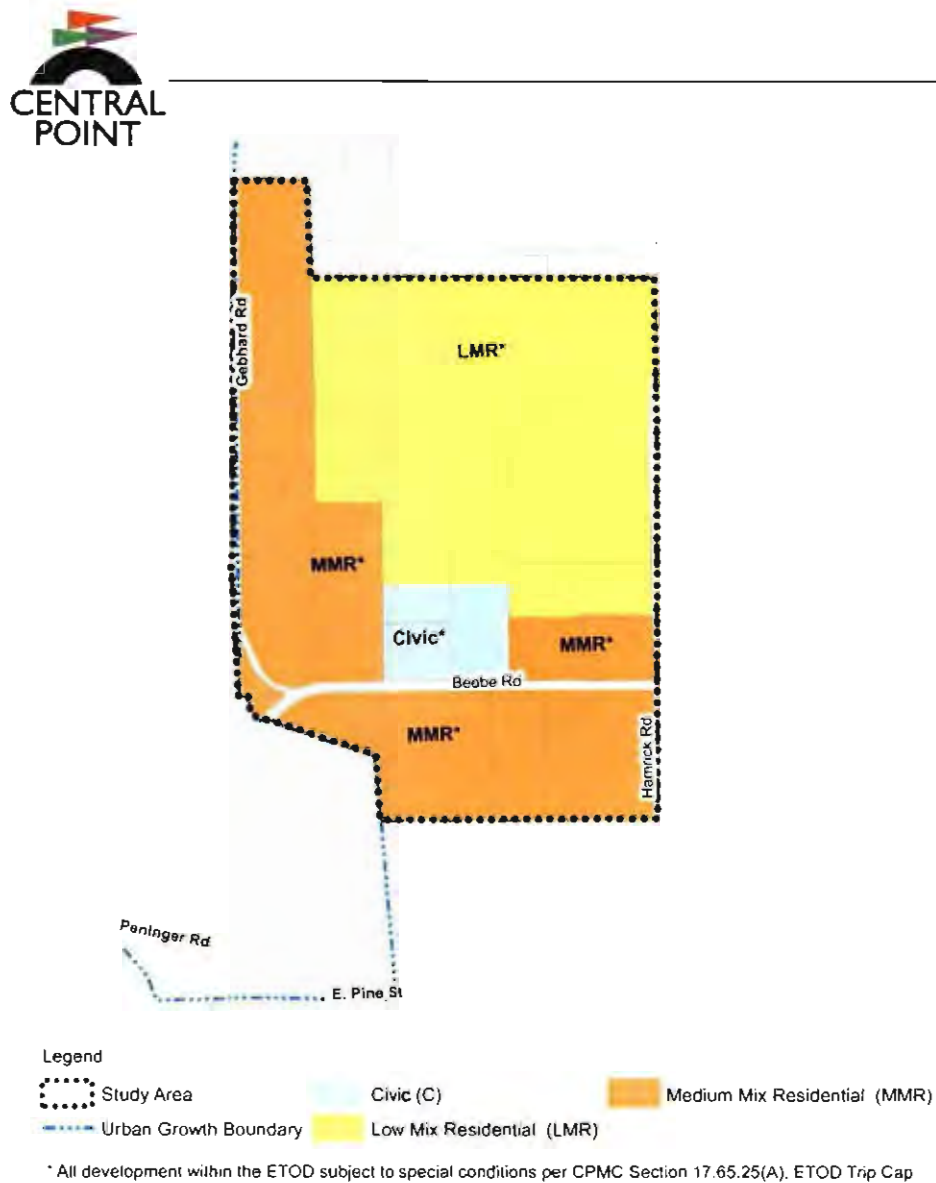 CENTRAL
POINT
Gebhard Rd
LMR*
MMR*
Civic*
MMR*
Beebe Rd
MMR*
Hamrick Rd
Peninger Rd
E. Pine St
Legend
Study Area
Civic (C)
Medium Mix Residential (MMR)
Urban Growth Boundary
Low Mix Residential (LMR)
* All development within the ETOD subject to special conditions per CPMC Section 17.65.25(A). ETOD Trip Cap